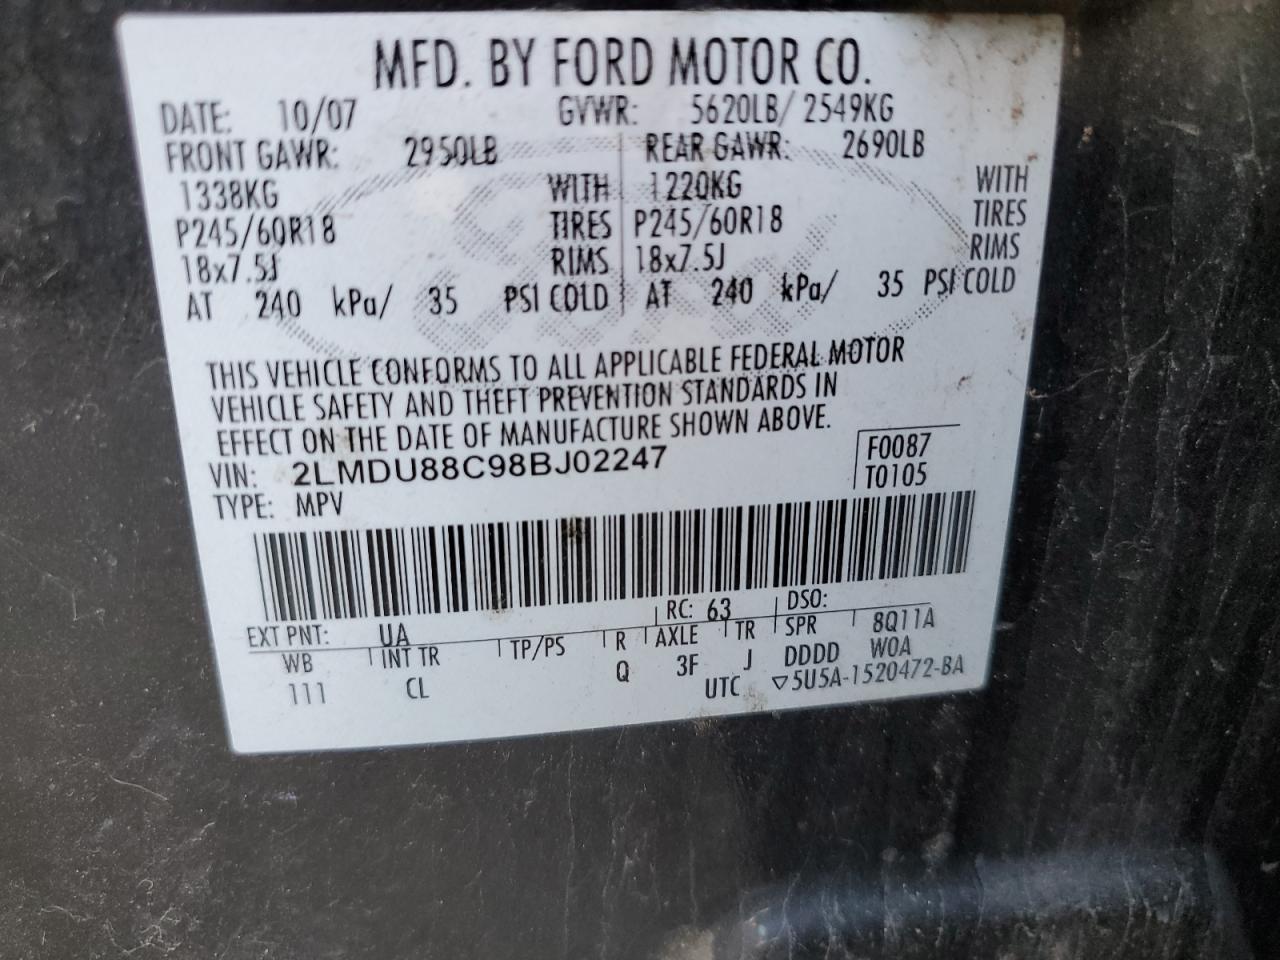 MFD. BY FORD MOTOR CO.
DATE: 10/07 GVWR: 5620LB/ 2549KG
FRONT GAWR: 2950LB REAR GAWR: 2690LB
1338KG WITH 1220KG WITH
P245/60R18 TIRES P245/60R18 TIRES
18x7.5J RIMS 18x7.5J RIMS
AT 240 kPa/ 35 PSI COLD AT 240 kPa/ 35 PSI COLD
THIS VEHICLE CONFORMS TO ALL APPLICABLE FEDERAL MOTOR
VEHICLE SAFETY AND THEFT PREVENTION STANDARDS IN
EFFECT ON THE DATE OF MANUFACTURE SHOWN ABOVE.
VIN: 2LMDU88C98BJ02247 F0087
TYPE: MPV T0105
EXT PNT: UA RC: 63 DSO:
WB INT TR TP/PS R AXLE TR SPR 8Q11A
111 CL Q 3F J DDDD WOA
UTC ▽5U5A-1520472-BA